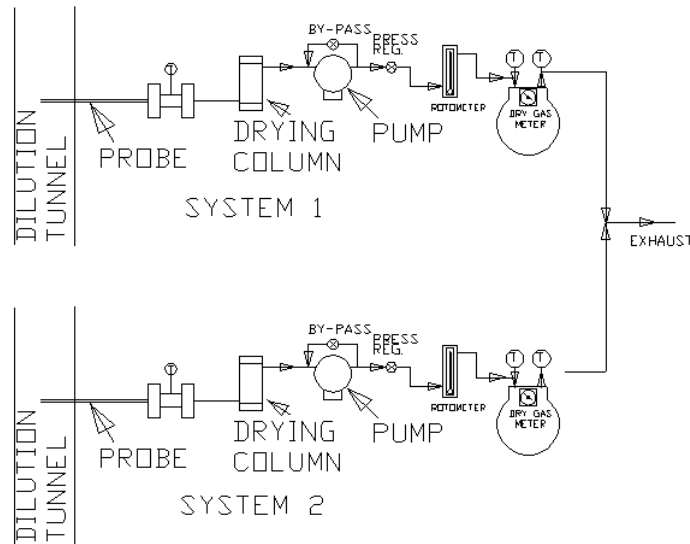 BY-PASS
PRESS
REG.
T
T
T
ROTOMETER
DRY GAS
METER
DILUTION
TUNNEL
PROBE
DRYING
COLUMN
PUMP
SYSTEM 1
EXHAUST
BY-PASS
PRESS
REG.
T
T
T
ROTOMETER
DRY GAS
METER
DILUTION
TUNNEL
PROBE
DRYING
COLUMN
PUMP
SYSTEM 2